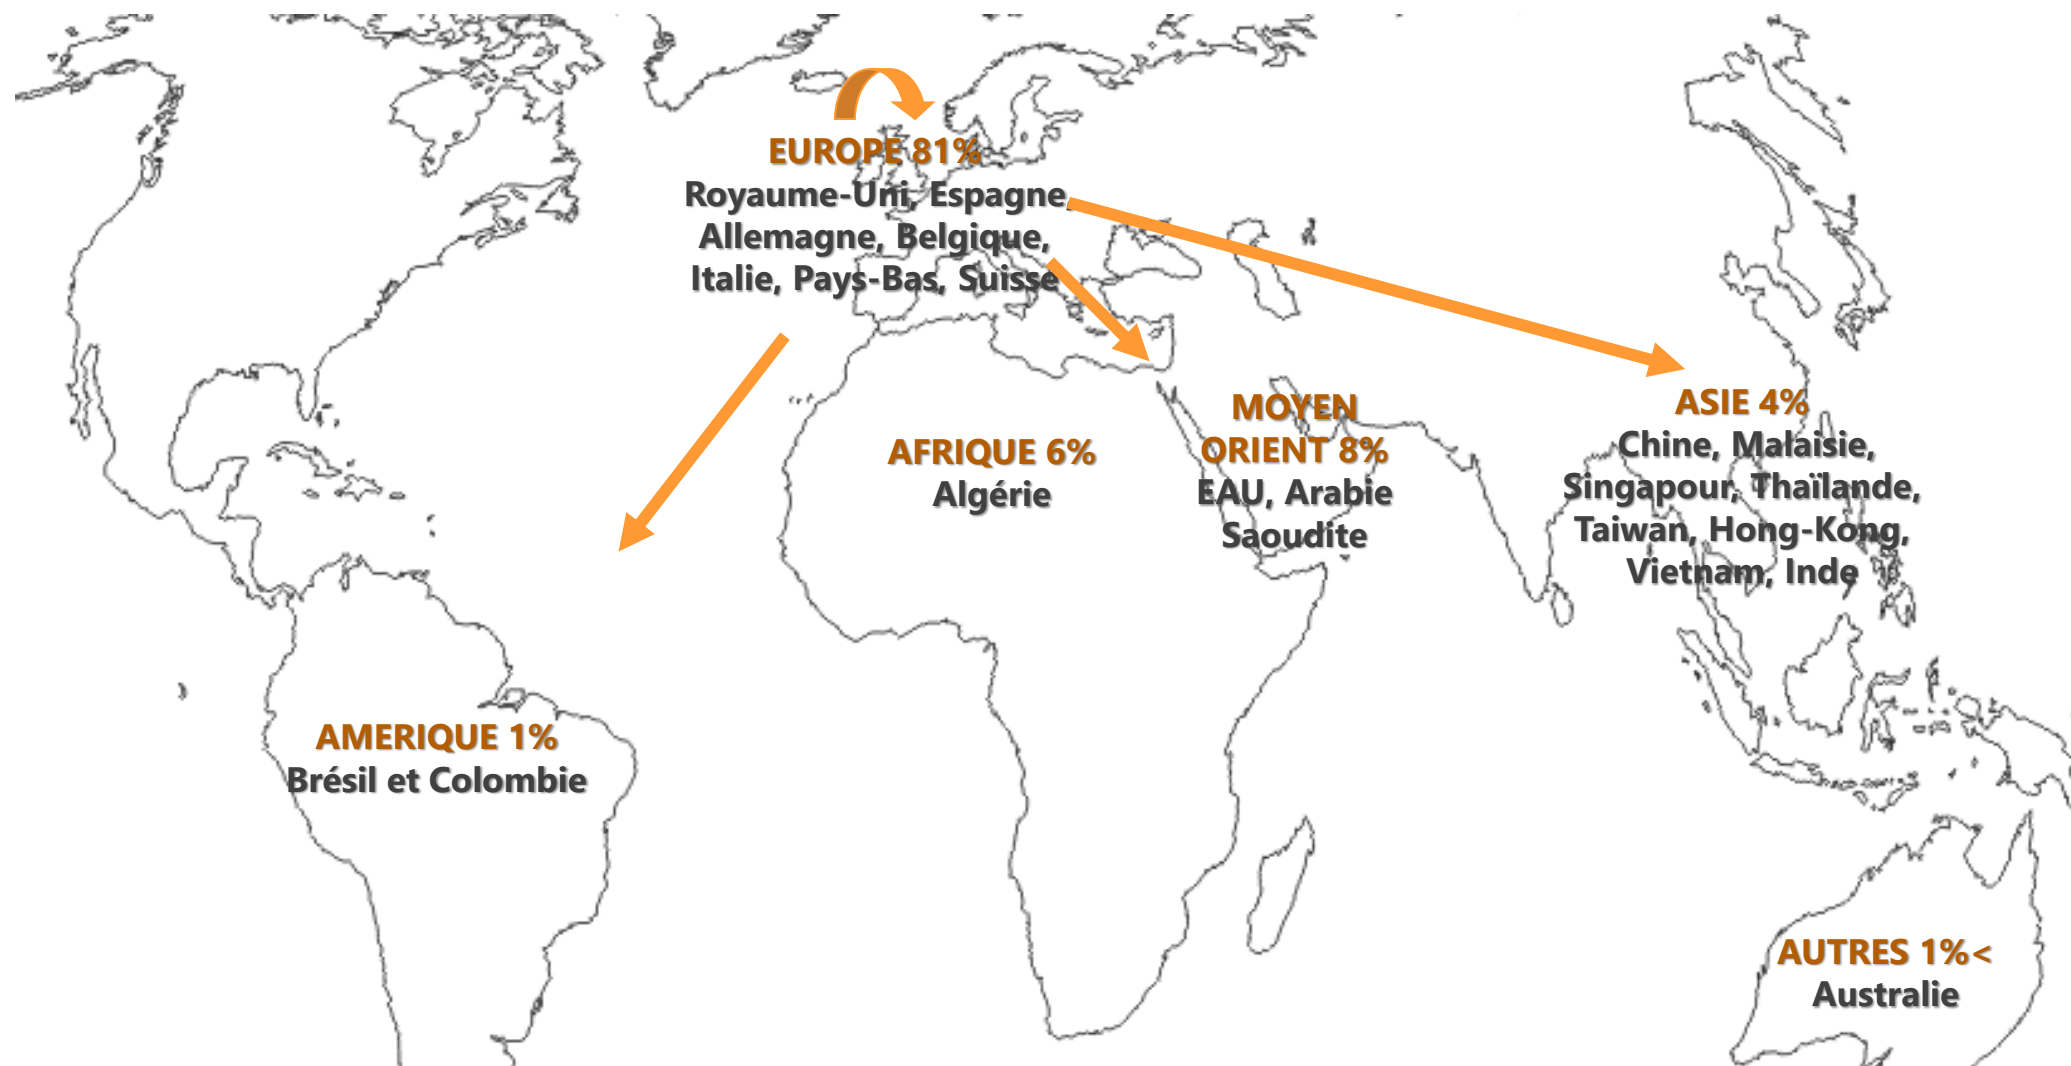 EUROPE 81%
Royaume-Uni, Espagne,
Allemagne, Belgique,
Italie, Pays-Bas, Suisse
AFRIQUE 6%
Algérie
MOYEN
ORIENT 8%
EAU, Arabie
Saoudite
ASIE 4%
Chine, Malaisie,
Singapour, Thaïlande,
Taiwan, Hong-Kong,
Vietnam, Inde
AMERIQUE 1%
Brésil et Colombie
AUTRES 1%<
Australie